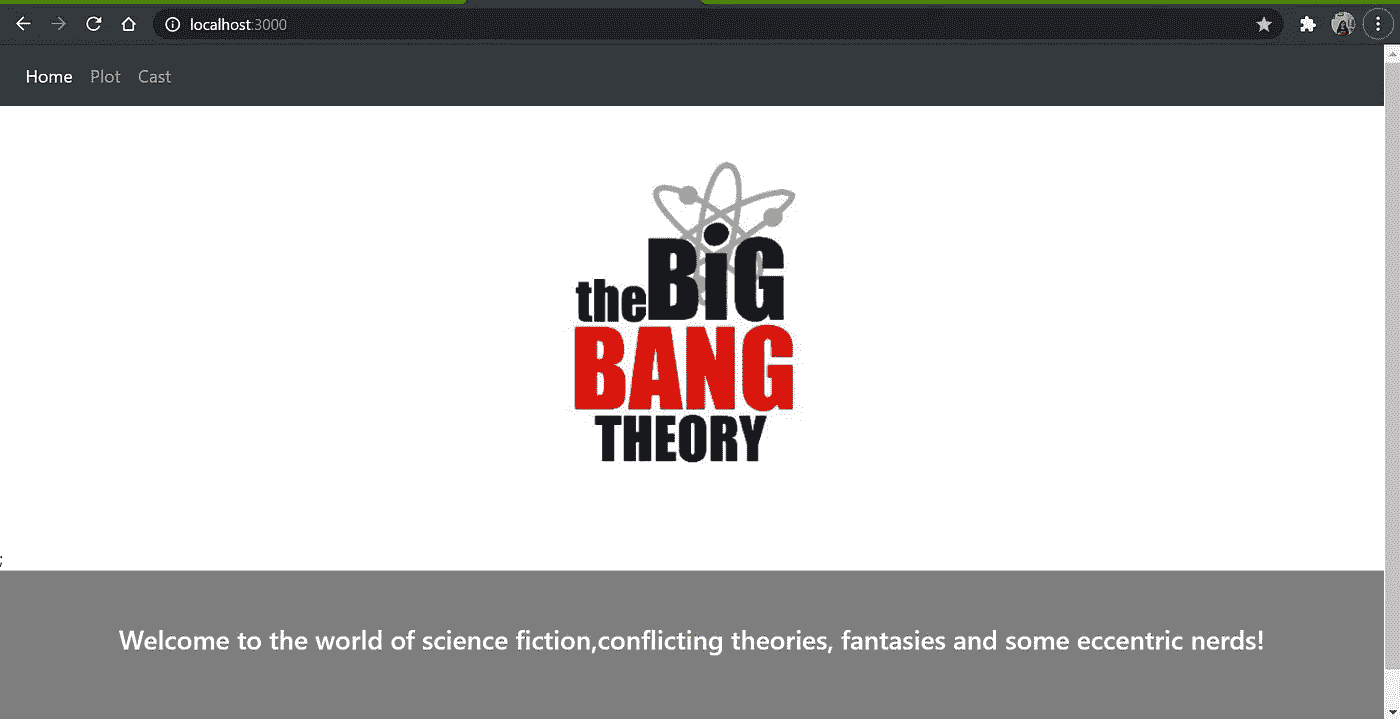 localhost:3000
Home Plot Cast
the BiG
BANG
THEORY
;
Welcome to the world of science fiction,conflicting theories, fantasies and some eccentric nerds!